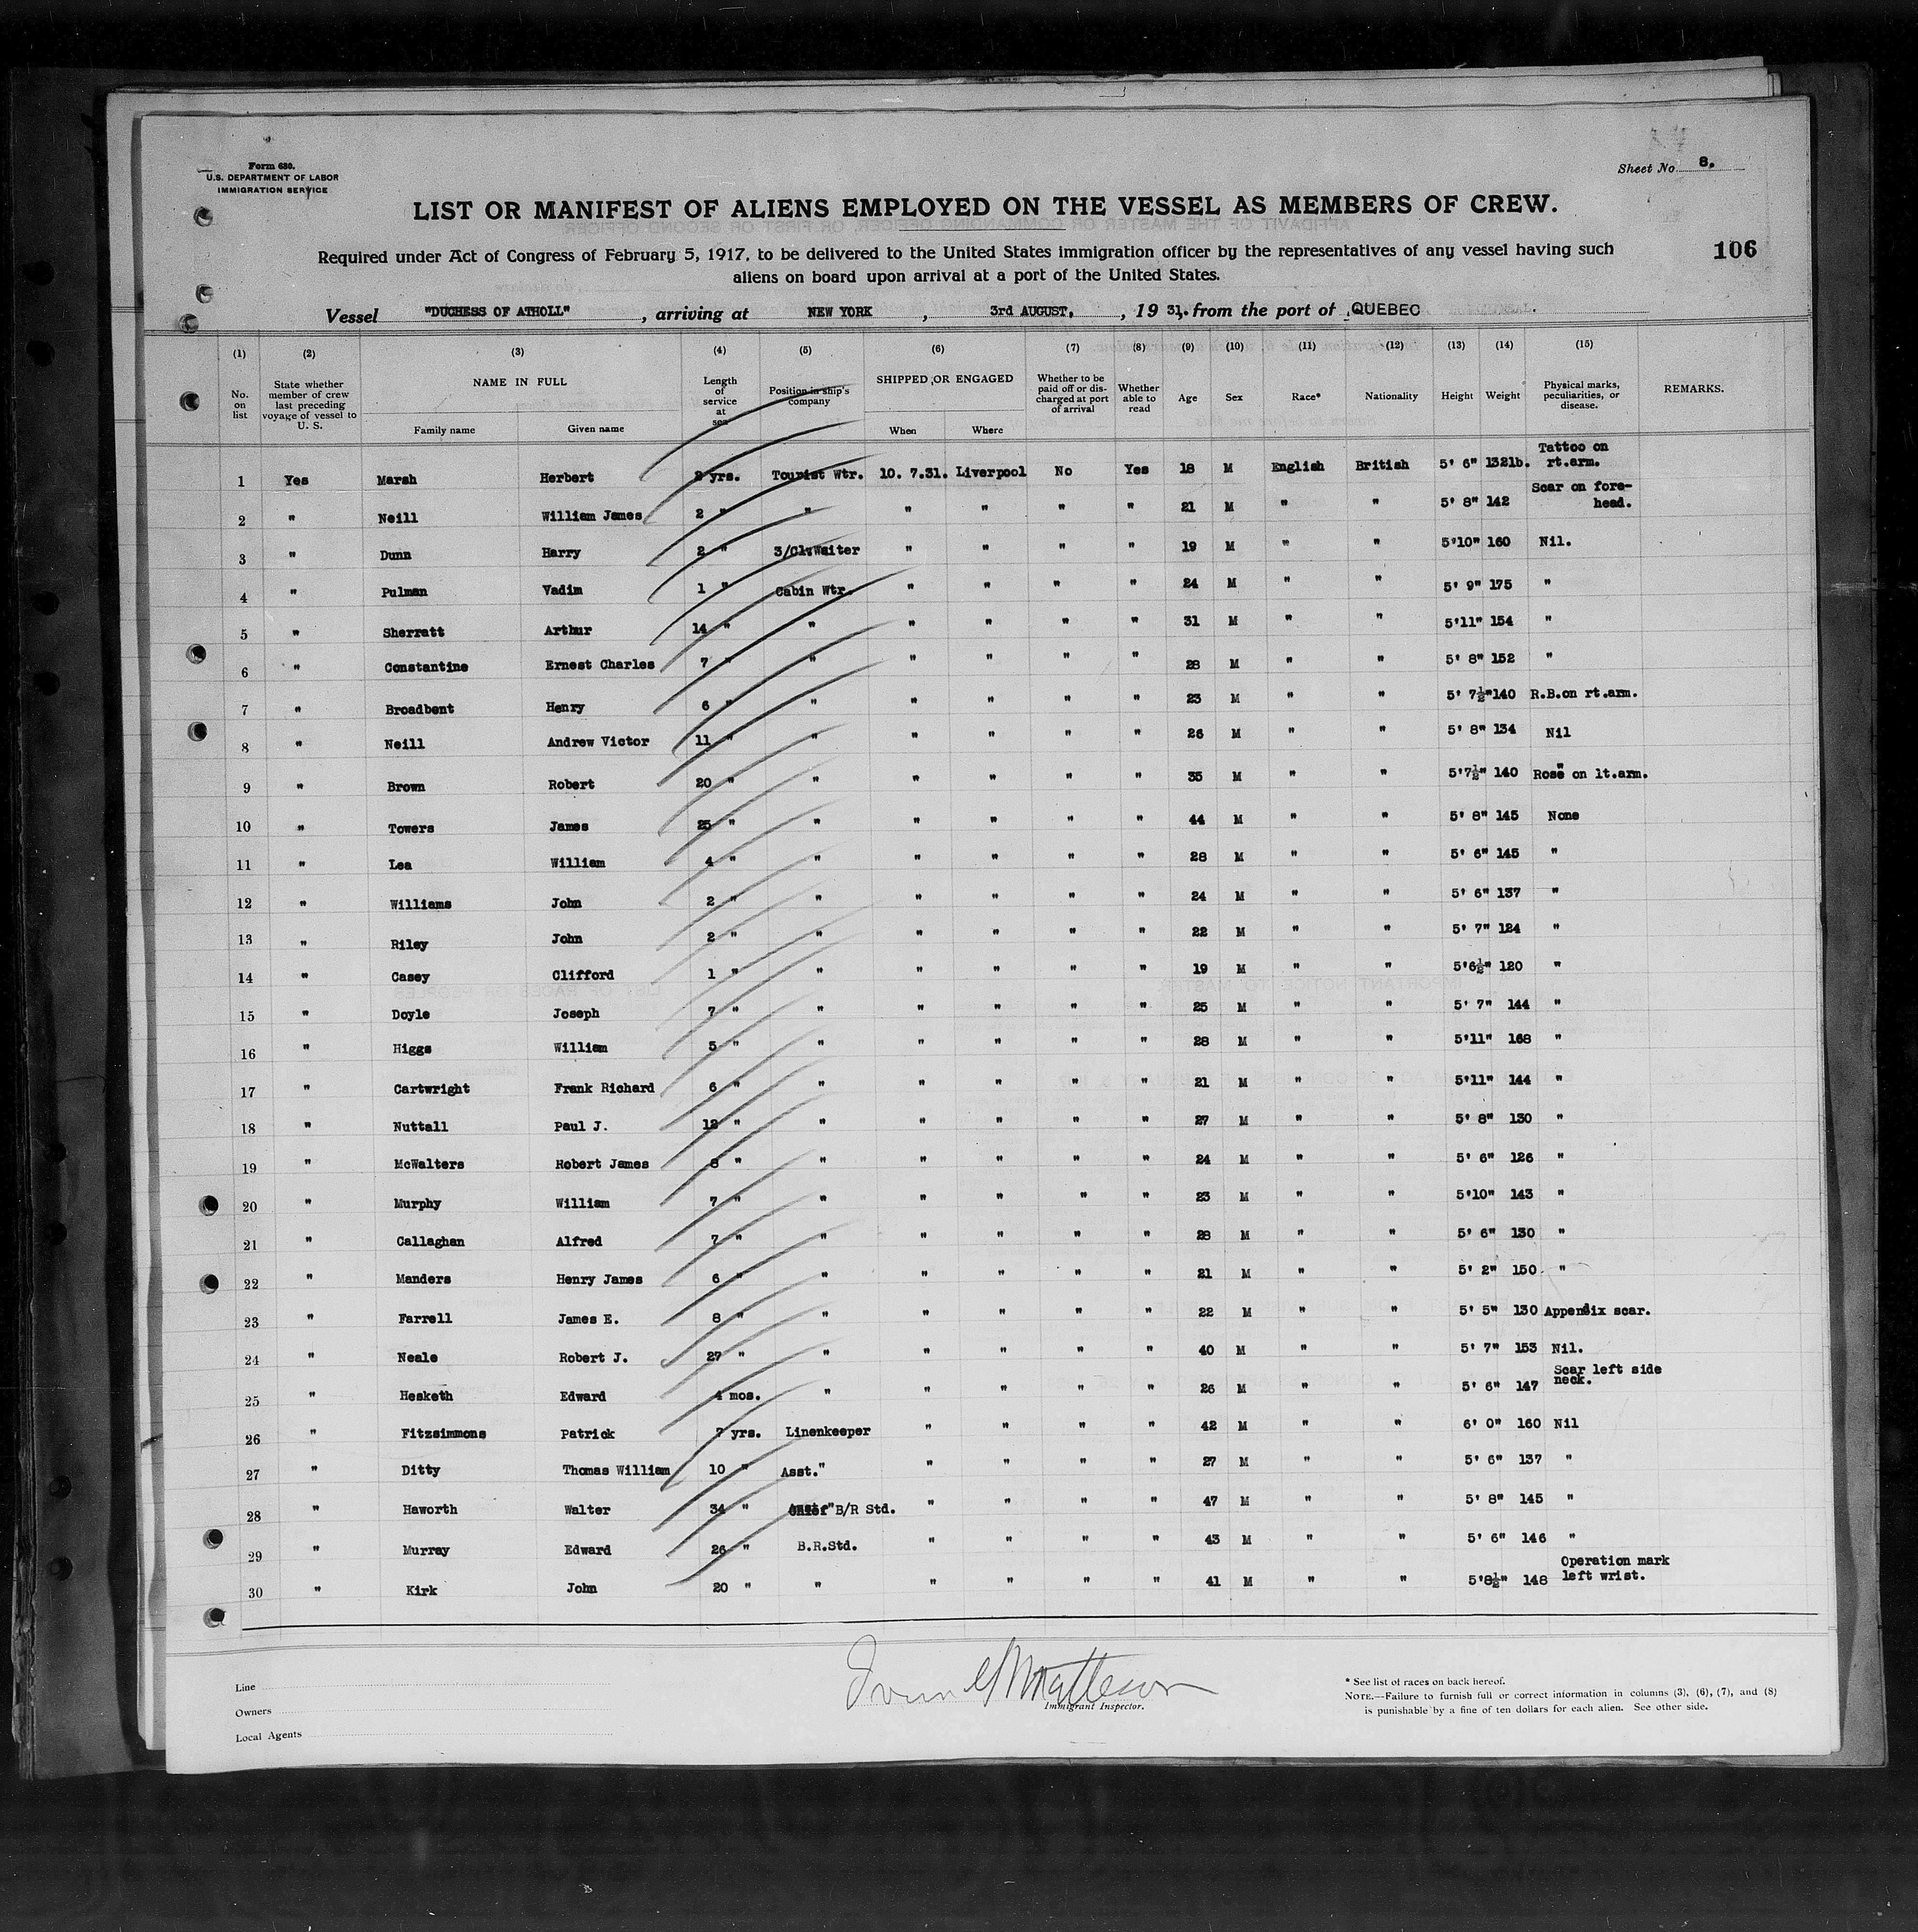 Form 680.
U.S. DEPARTMENT OF LABOR
IMMIGRATION SERVICE
Sheet No. 8.
LIST OR MANIFEST OF ALIENS EMPLOYED ON THE VESSEL AS MEMBERS OF CREW.
106
Required under Act of Congress of February 5, 1917, to be delivered to the United States immigration officer by the representatives of any vessel having such
aliens on board upon arrival at a port of the United States.
Vessel "DUCHESS OF ATHOLL", arriving at NEW YORK, 3rd AUGUST, , 19 31, from the port of QUEBEC.
(1) (2) (3) (4) (5) (6) (7) (8) (9) (10) (11) (12) (13) (14) (15)
No. on list | State whether member of crew last preceding voyage of vessel to U. S. | NAME IN FULL Family name Given name | Length of service at sea | Position in ship's company | SHIPPED OR ENGAGED When Where | Whether to be paid off or discharged at port of arrival | Whether able to read | Age | Sex | Race* | Nationality | Height | Weight | Physical marks, peculiarities, or disease. | REMARKS.
1 Yes Marsh Herbert 2 yrs. Tourist Wtr. 10. 7.31. Liverpool No Yes 18 M English British 5' 6" 132lb. Tattoo on rt.arm.
2 " Neill William James 2 " " " " " " 21 M " " 5' 8" 142 Scar on fore-head.
3 " Dunn Harry 2 " 3/Cl.Waiter " " " " 19 M " " 5'10" 160 Nil.
4 " Pulman Vadim 1 " Cabin Wtr. " " " " 24 M " " 5' 9" 175 "
5 " Sherratt Arthur 14 " " " " " " 31 M " " 5'11" 154 "
6 " Constantine Ernest Charles 7 " " " " " " 28 M " " 5' 8" 152 "
7 " Broadbent Henry 6 " " " " " " 23 M " " 5' 7½" 140 R.B.on rt.arm.
8 " Neill Andrew Victor 11 " " " " " " 26 M " " 5' 8" 134 Nil
9 " Brown Robert 20 " " " " " " 35 M " " 5'7½" 140 Rose on lt.arm.
10 " Towers James 25 " " " " " " 44 M " " 5' 8" 145 None
11 " Lea William 4 " " " " " " 28 M " " 5' 6" 145 "
12 " Williams John 2 " " " " " " 24 M " " 5' 6" 137 "
13 " Riley John 2 " " " " " " 22 M " " 5' 7" 124 "
14 " Casey Clifford 1 " " " " " " 19 M " " 5'6½" 120 "
15 " Doyle Joseph 7 " " " " " " 25 M " " 5' 7" 144 "
16 " Higgs William 5 " " " " " " 28 M " " 5'11" 168 "
17 " Cartwright Frank Richard 6 " " " " " " 21 M " " 5'11" 144 "
18 " Nuttall Paul J. 12 " " " " " " 27 M " " 5' 8" 130 "
19 " McWalters Robert James 8 " " " " " " 24 M " " 5' 6" 126 "
20 " Murphy William 7 " " " " " " 23 M " " 5'10" 143 "
21 " Callaghan Alfred 7 " " " " " " 28 M " " 5' 6" 130 "
22 " Manders Henry James 6 " " " " " " 21 M " " 5' 2" 150 "
23 " Farrell James E. 8 " " " " " " 22 M " " 5' 5" 130 Appendix scar.
24 " Neale Robert J. 27 " " " " " " 40 M " " 5' 7" 153 Nil.
25 " Hesketh Edward 4 mos. " " " " " 26 M " " 5' 6" 147 Scar left side neck.
26 " Fitzsimmons Patrick 7 yrs. Linenkeeper " " " " 42 M " " 6' 0" 160 Nil
27 " Ditty Thomas William 10 " Asst." " " " " 27 M " " 5' 6" 137 "
28 " Haworth Walter 34 " Chief B/R Std. " " " " 47 M " " 5' 8" 145 "
29 " Murray Edward 26 " B.R.Std. " " " " 43 M " " 5' 6" 146 "
30 " Kirk John 20 " " " " " " 41 M " " 5'8½" 148 Operation mark left wrist.
Line
Owners
Local Agents
Immigrant Inspector.
* See list of races on back hereof.
NOTE.—Failure to furnish full or correct information in columns (3), (6), (7), and (8)
is punishable by a fine of ten dollars for each alien. See other side.